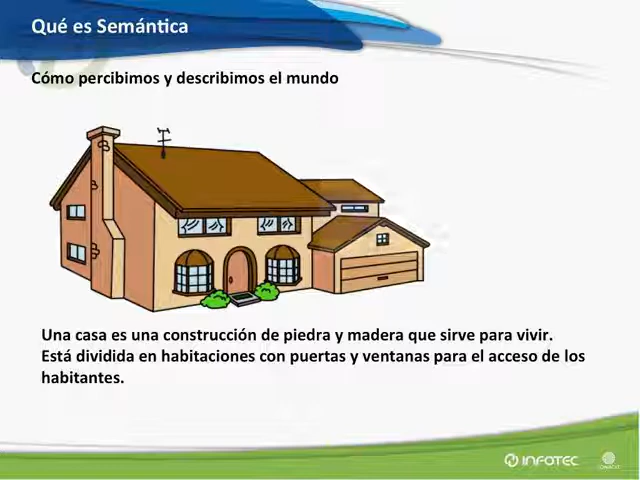 Qué es Semántica
Cómo percibimos y describimos el mundo
Una casa es una construcción de piedra y madera que sirve para vivir.
Está dividida en habitaciones con puertas y ventanas para el acceso de los
habitantes.
INFOTEC